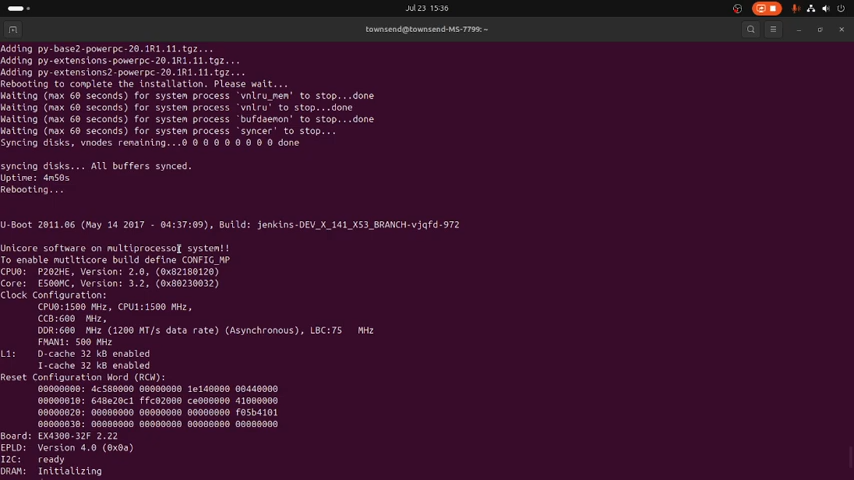 Jul 23 15:36
townsend@townsend-MS-7799: ~
Adding py-base2-powerpc-20.1R1.11.tgz...
Adding py-extensions-powerpc-20.1R1.11.tgz...
Adding py-extensions2-powerpc-20.1R1.11.tgz...
Rebooting to complete the installation. Please wait...
Waiting (max 60 seconds) for system process `vnlru_mem' to stop...done
Waiting (max 60 seconds) for system process `vnlru' to stop...done
Waiting (max 60 seconds) for system process `bufdaemon' to stop...done
Waiting (max 60 seconds) for system process `syncer' to stop...
Syncing disks, vnodes remaining...0 0 0 0 0 0 0 0 done
syncing disks... All buffers synced.
Uptime: 4m50s
Rebooting...
U-Boot 2011.06 (May 14 2017 - 04:37:09), Build: jenkins-DEV_X_141_X53_BRANCH-vjqfd-972
Unicore software on multiprocessor system!!
To enable mutlticore build define CONFIG_MP
CPU0:  P202HE, Version: 2.0, (0x82180120)
Core:  E500MC, Version: 3.2, (0x80230032)
Clock Configuration:
CPU0:1500 MHz, CPU1:1500 MHz,
CCB:600  MHz,
DDR:600  MHz (1200 MT/s data rate) (Asynchronous), LBC:75   MHz
FMAN1: 500 MHz
L1:    D-cache 32 kB enabled
I-cache 32 kB enabled
Reset Configuration Word (RCW):
00000000: 4c580000 00000000 1e140000 00440000
00000010: 648e20c1 ffc02000 ce000000 41000000
00000020: 00000000 00000000 00000000 f05b4101
00000030: 00000000 00000000 00000000 00000000
Board: EX4300-32F 2.22
EPLD:  Version 4.0 (0x0a)
I2C:   ready
DRAM:  Initializing